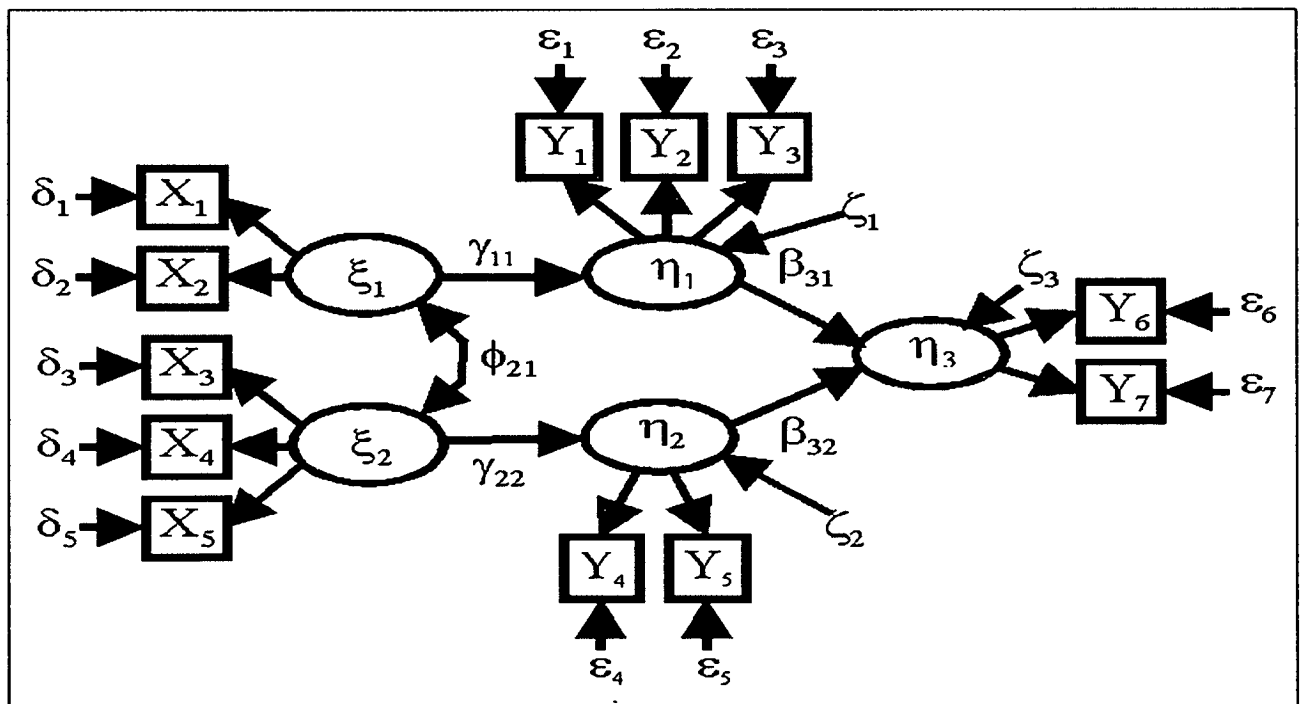 ε₁ ε₂ ε₃
Y₁ Y₂ Y₃
δ₁ X₁
δ₂ X₂
ξ₁ γ₁₁ η₁ ζ₁
β₃₁
ζ₃
η₃
Y₆ ε₆
Y₇ ε₇
φ₂₁
δ₃ X₃
δ₄ X₄
δ₅ X₅
ξ₂ γ₂₂ η₂ β₃₂
ζ₂
Y₄ Y₅
ε₄ ε₅